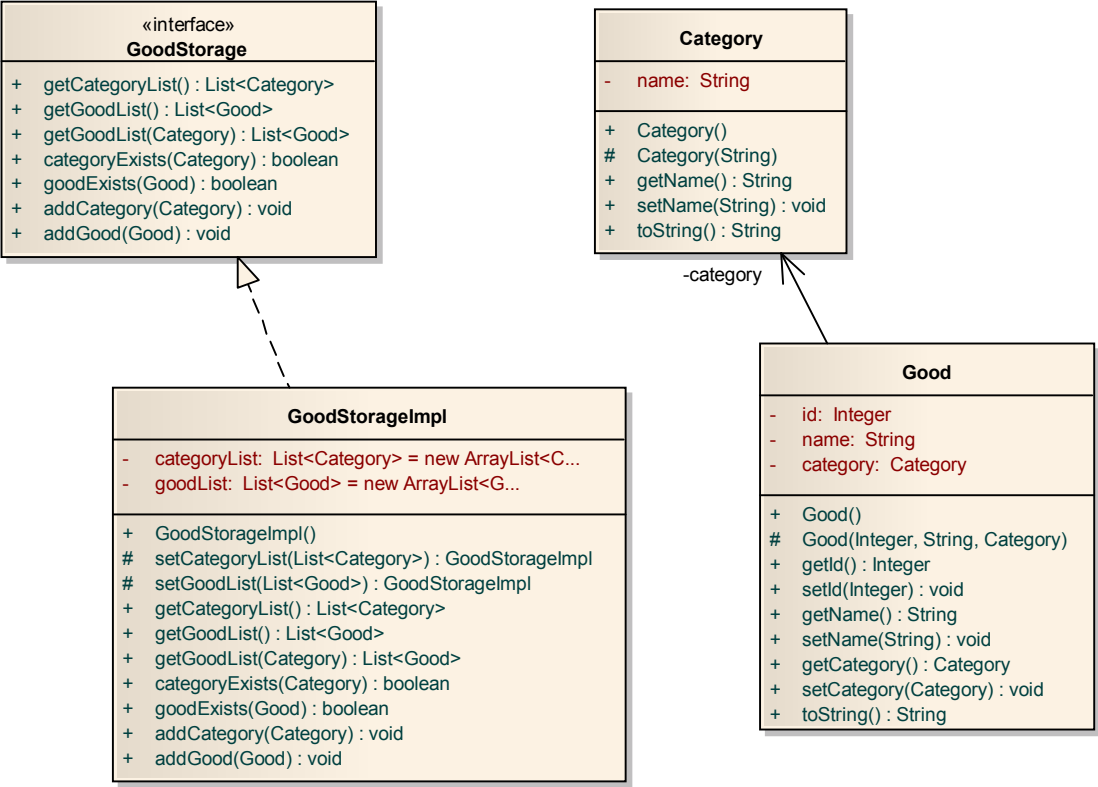 «interface»
GoodStorage
+ getCategoryList() : List<Category>
+ getGoodList() : List<Good>
+ getGoodList(Category) : List<Good>
+ categoryExists(Category) : boolean
+ goodExists(Good) : boolean
+ addCategory(Category) : void
+ addGood(Good) : void
Category
- name: String
+ Category()
# Category(String)
+ getName() : String
+ setName(String) : void
+ toString() : String
-category
GoodStorageImpl
- categoryList: List<Category> = new ArrayList<C...
- goodList: List<Good> = new ArrayList<G...
+ GoodStorageImpl()
# setCategoryList(List<Category>) : GoodStorageImpl
# setGoodList(List<Good>) : GoodStorageImpl
+ getCategoryList() : List<Category>
+ getGoodList() : List<Good>
+ getGoodList(Category) : List<Good>
+ categoryExists(Category) : boolean
+ goodExists(Good) : boolean
+ addCategory(Category) : void
+ addGood(Good) : void
Good
- id: Integer
- name: String
- category: Category
+ Good()
# Good(Integer, String, Category)
+ getId() : Integer
+ setId(Integer) : void
+ getName() : String
+ setName(String) : void
+ getCategory() : Category
+ setCategory(Category) : void
+ toString() : String